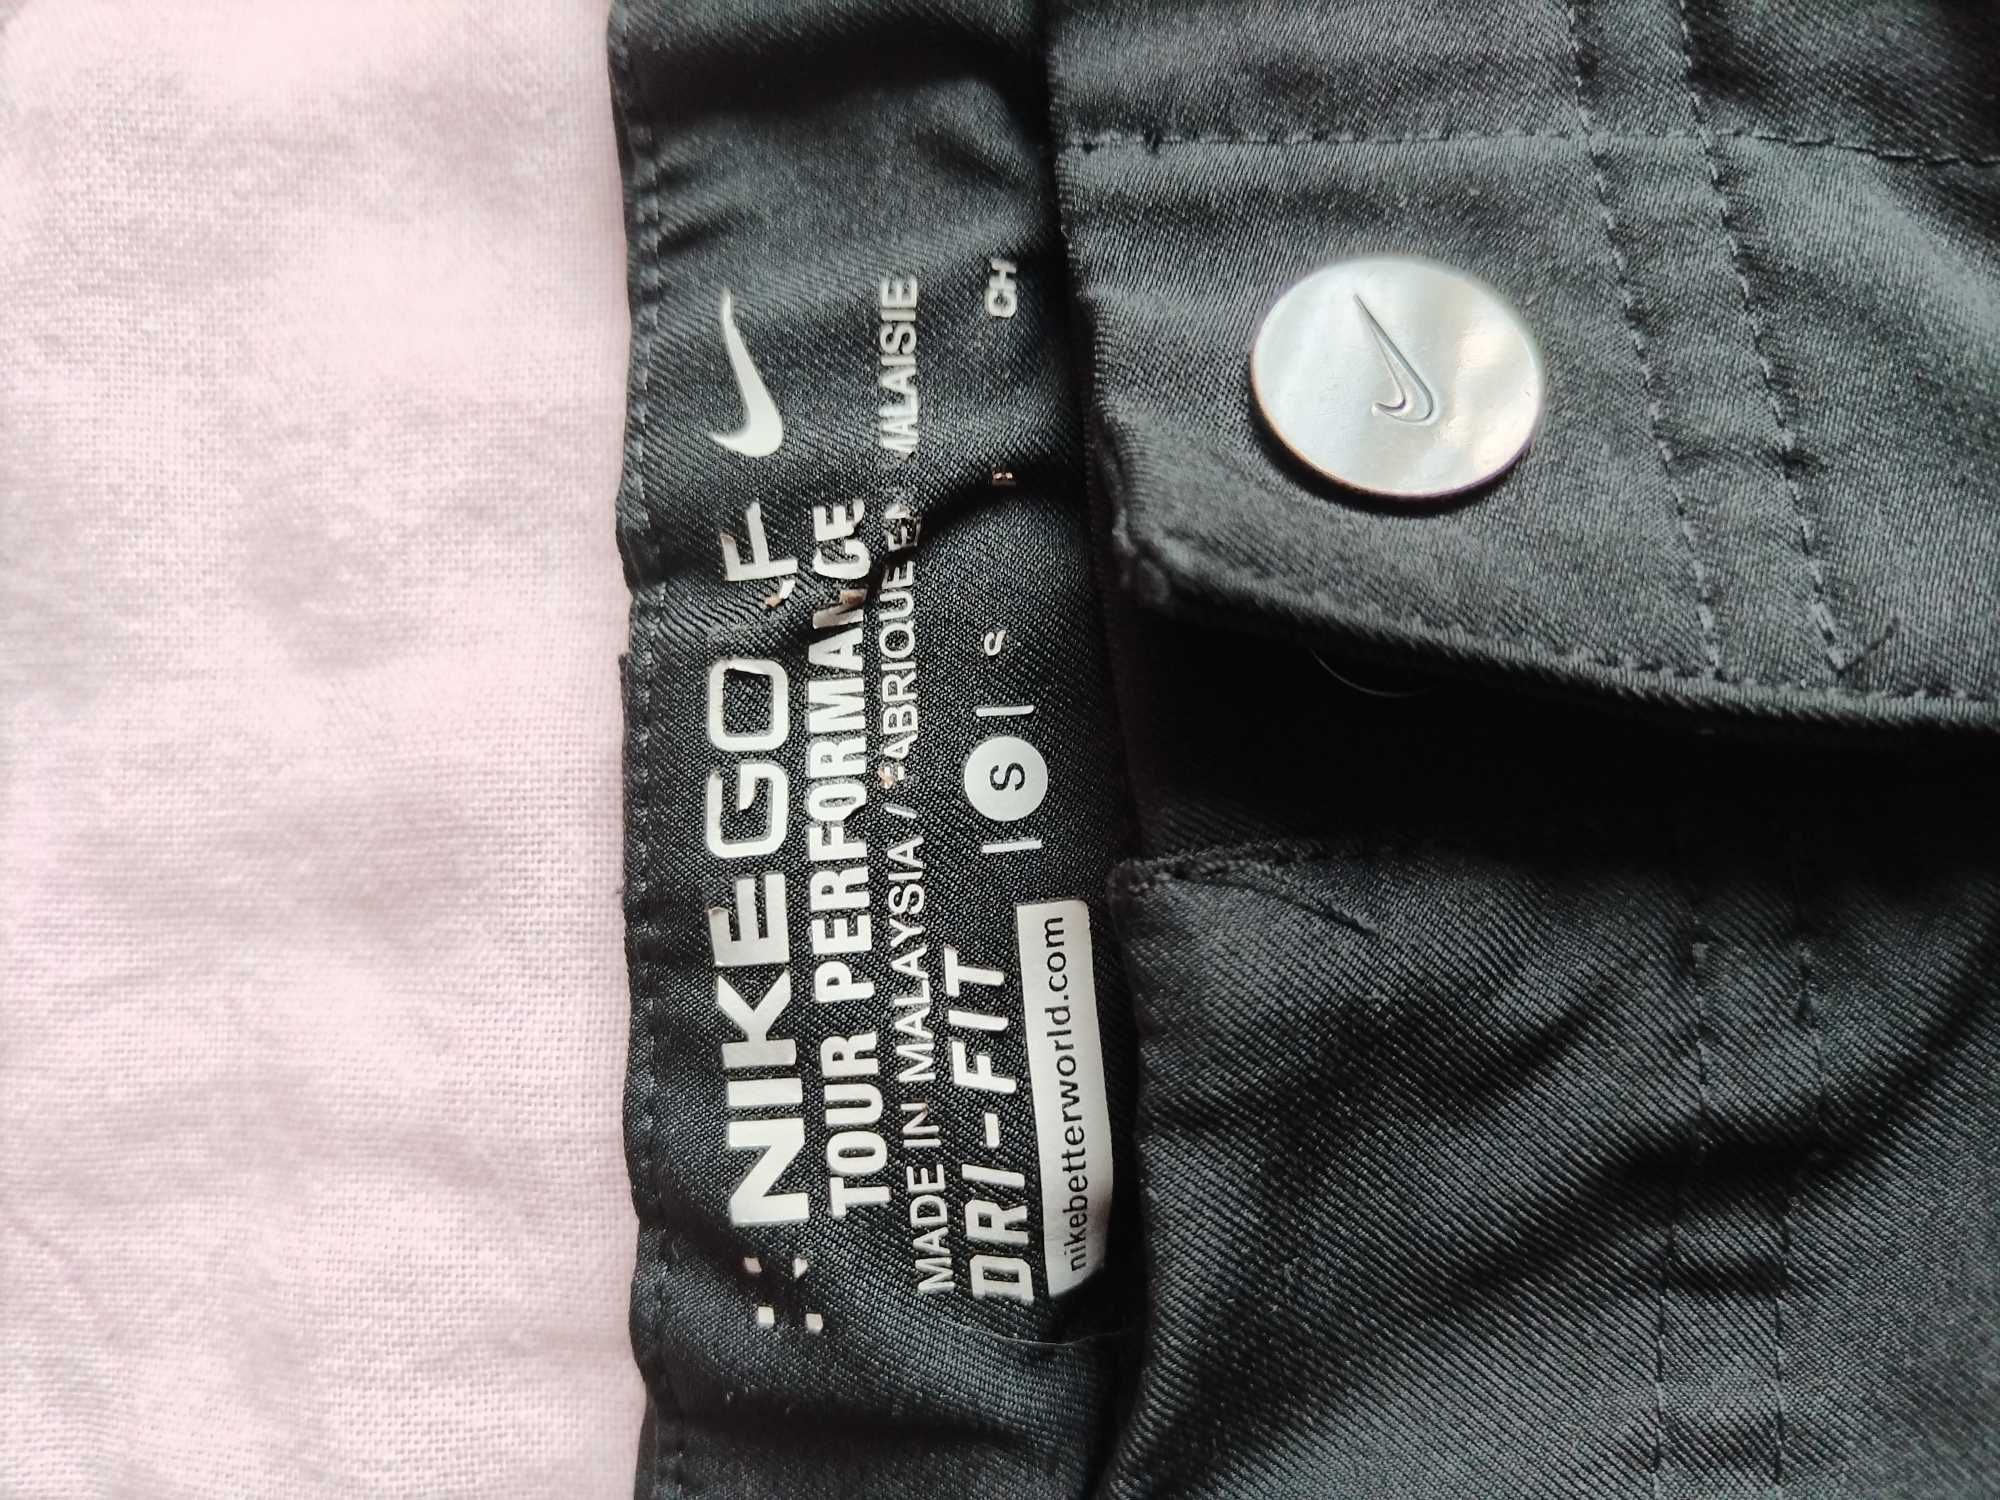 NIKE GOLF
TOUR PERFORMANCE
MADE IN MALAYSIA / FABRIQUE EN MALAISIE
DRI-FIT S S CH
nikebetterworld.com